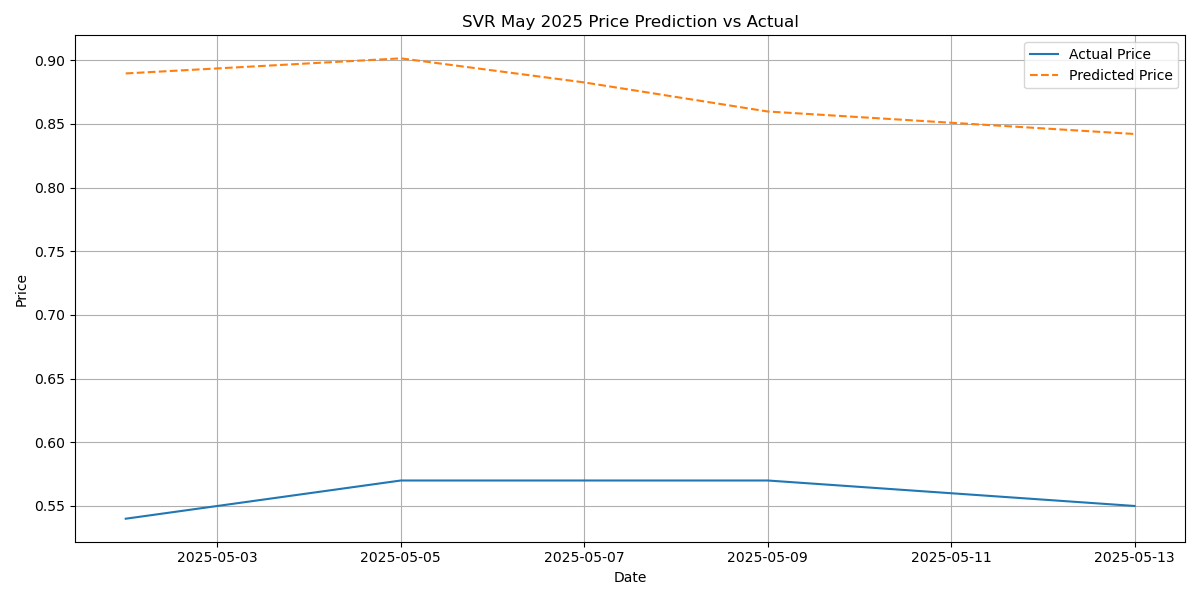 SVR May 2025 Price Prediction vs Actual
Actual Price
Predicted Price
0.90
0.85
0.80
0.75
0.70
0.65
0.60
0.55
Price
2025-05-03 2025-05-05 2025-05-07 2025-05-09 2025-05-11 2025-05-13
Date